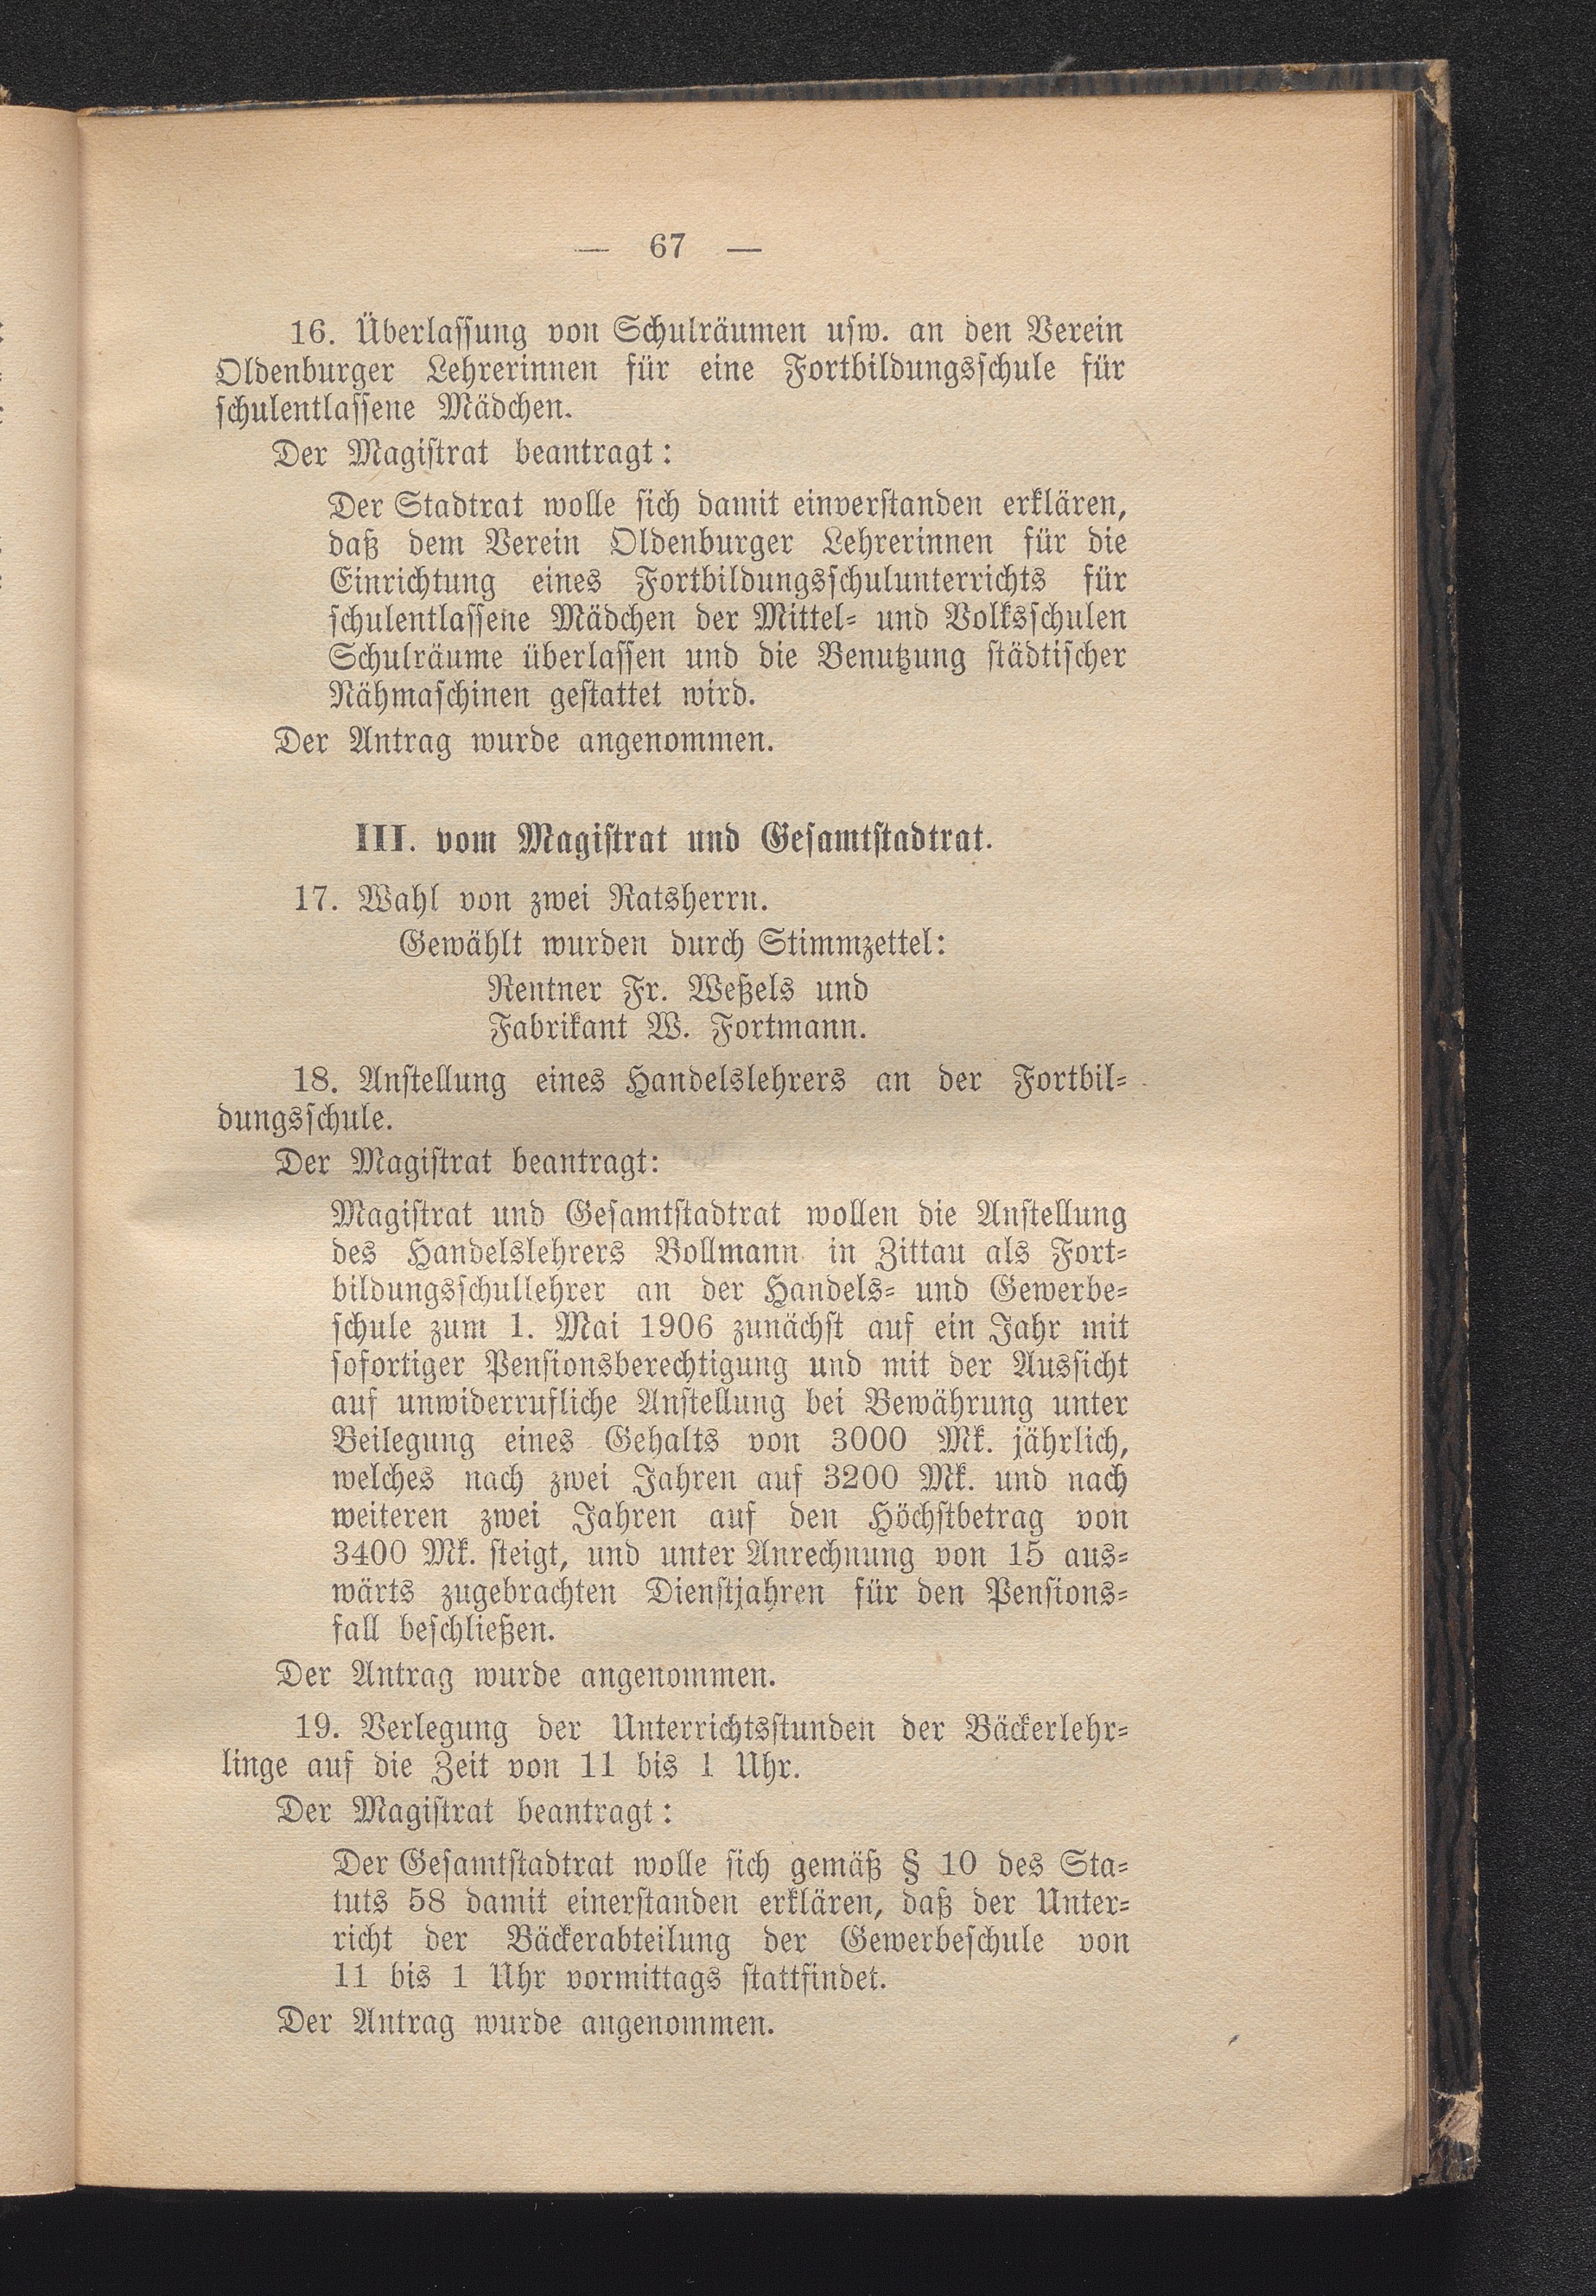 — 67 —
16. Überlassung von Schulräumen usw. an den Verein
Oldenburger Lehrerinnen für eine Fortbildungsschule für
schulentlassene Mädchen.
Der Magistrat beantragt:
Der Stadtrat wolle sich damit einverstanden erklären,
daß dem Verein Oldenburger Lehrerinnen für die
Einrichtung eines Fortbildungsschulunterrichts für
schulentlassene Mädchen der Mittel- und Volksschulen
Schulräume überlassen und die Benutzung städtischer
Nähmaschinen gestattet wird.
Der Antrag wurde angenommen.
III. vom Magistrat und Gesamtstadtrat.
17. Wahl von zwei Ratsherrn.
Gewählt wurden durch Stimmzettel:
Rentner Fr. Weßels und
Fabrikant W. Fortmann.
18. Anstellung eines Handelslehrers an der Fortbil-
dungsschule.
Der Magistrat beantragt:
Magistrat und Gesamtstadtrat wollen die Anstellung
des Handelslehrers Bollmann in Zittau als Fort-
bildungsschullehrer an der Handels- und Gewerbe-
schule zum 1. Mai 1906 zunächst auf ein Jahr mit
sofortiger Pensionsberechtigung und mit der Aussicht
auf unwiderrufliche Anstellung bei Bewährung unter
Beilegung eines Gehalts von 3000 Mk. jährlich,
welches nach zwei Jahren auf 3200 Mk. und nach
weiteren zwei Jahren auf den Höchstbetrag von
3400 Mk. steigt, und unter Anrechnung von 15 aus-
wärts zugebrachten Dienstjahren für den Pensions-
fall beschließen.
Der Antrag wurde angenommen.
19. Verlegung der Unterrichtsstunden der Bäckerlehr-
linge auf die Zeit von 11 bis 1 Uhr.
Der Magistrat beantragt:
Der Gesamtstadtrat wolle sich gemäß § 10 des Sta-
tuts 58 damit einerstanden erklären, daß der Unter-
richt der Bäckerabteilung der Gewerbeschule von
11 bis 1 Uhr vormittags stattfindet.
Der Antrag wurde angenommen.